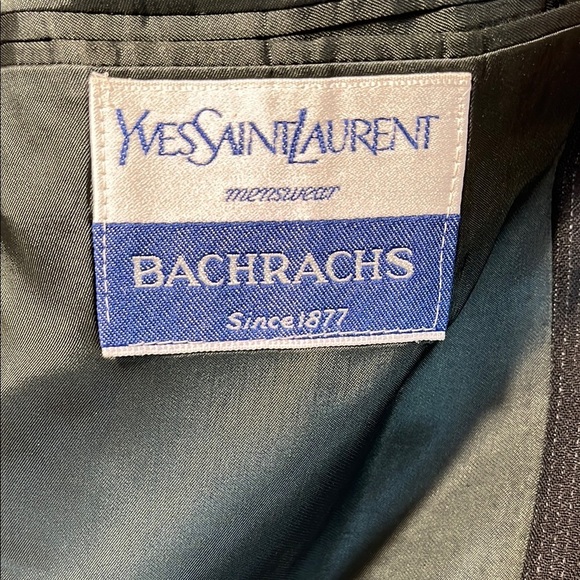 YVESSAINTLAURENT
menswear
BACHRACHS
Since1877